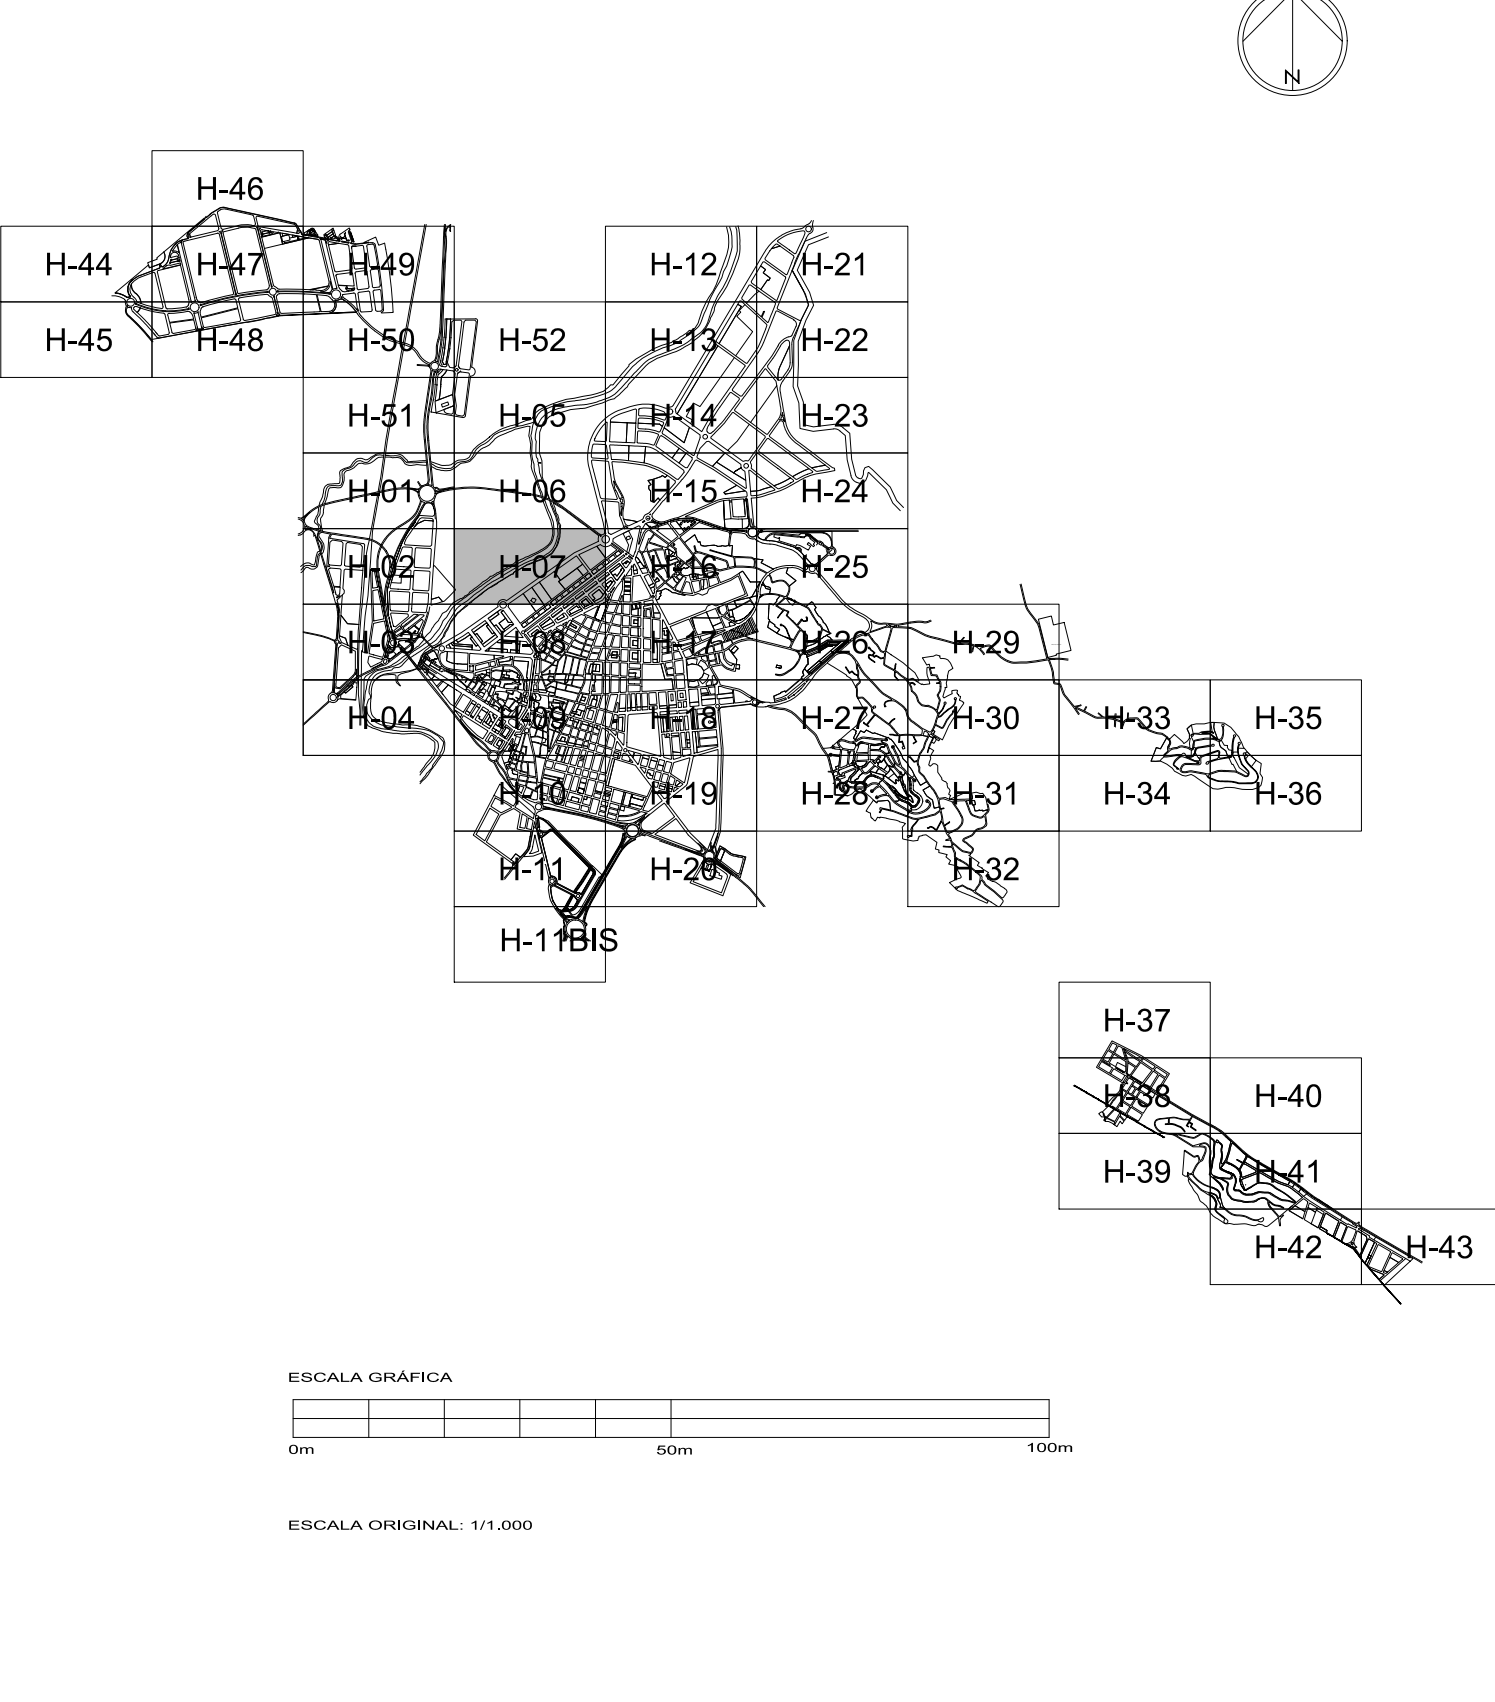 N
H-46
H-44 H-47 H-49 H-12 H-21
H-45 H-48 H-50 H-52 H-13 H-22
H-51 H-05 H-14 H-23
H-01 H-06 H-15 H-24
H-02 H-07 H-16 H-25
H-03 H-08 H-17 H-26 H-29
H-04 H-09 H-18 H-27 H-30 H-33 H-35
H-10 H-19 H-28 H-31 H-34 H-36
H-11 H-20 H-32
H-11BIS
H-37
H-38 H-40
H-39 H-41
H-42 H-43
ESCALA GRÁFICA
0m 50m 100m
ESCALA ORIGINAL: 1/1.000